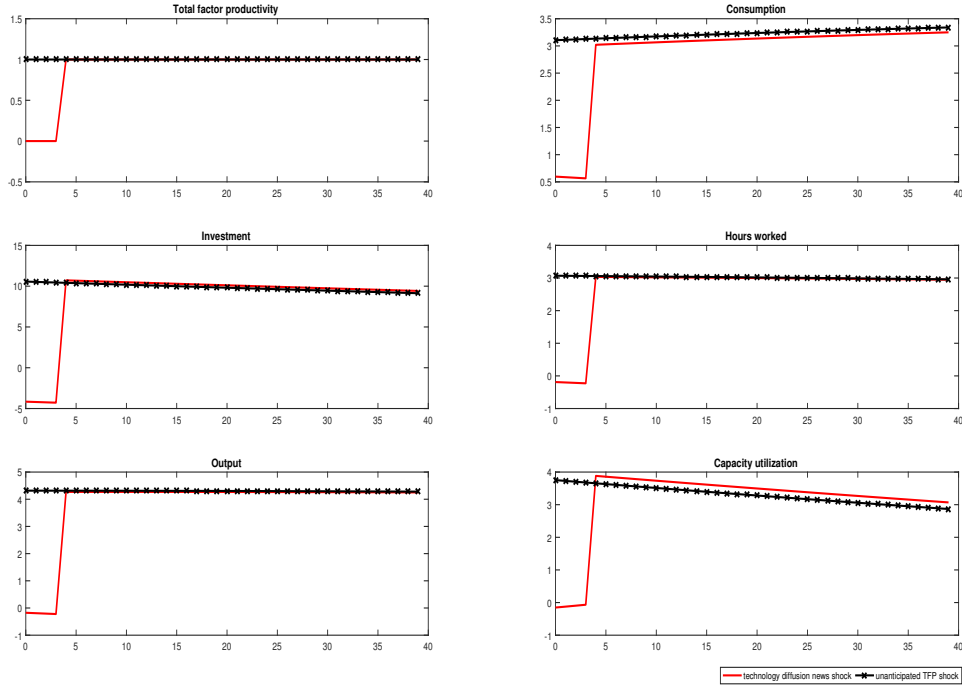 Total factor productivity
1.5
1
0.5
0
-0.5
0 5 10 15 20 25 30 35 40
Consumption
3.5
3
2.5
2
1.5
1
0.5
0 5 10 15 20 25 30 35 40
Investment
15
10
5
0
-5
0 5 10 15 20 25 30 35 40
Hours worked
4
3
2
1
0
-1
0 5 10 15 20 25 30 35 40
Output
5
4
3
2
1
0
-1
0 5 10 15 20 25 30 35 40
Capacity utilization
4
3
2
1
0
-1
0 5 10 15 20 25 30 35 40
technology diffusion news shock unanticipated TFP shock